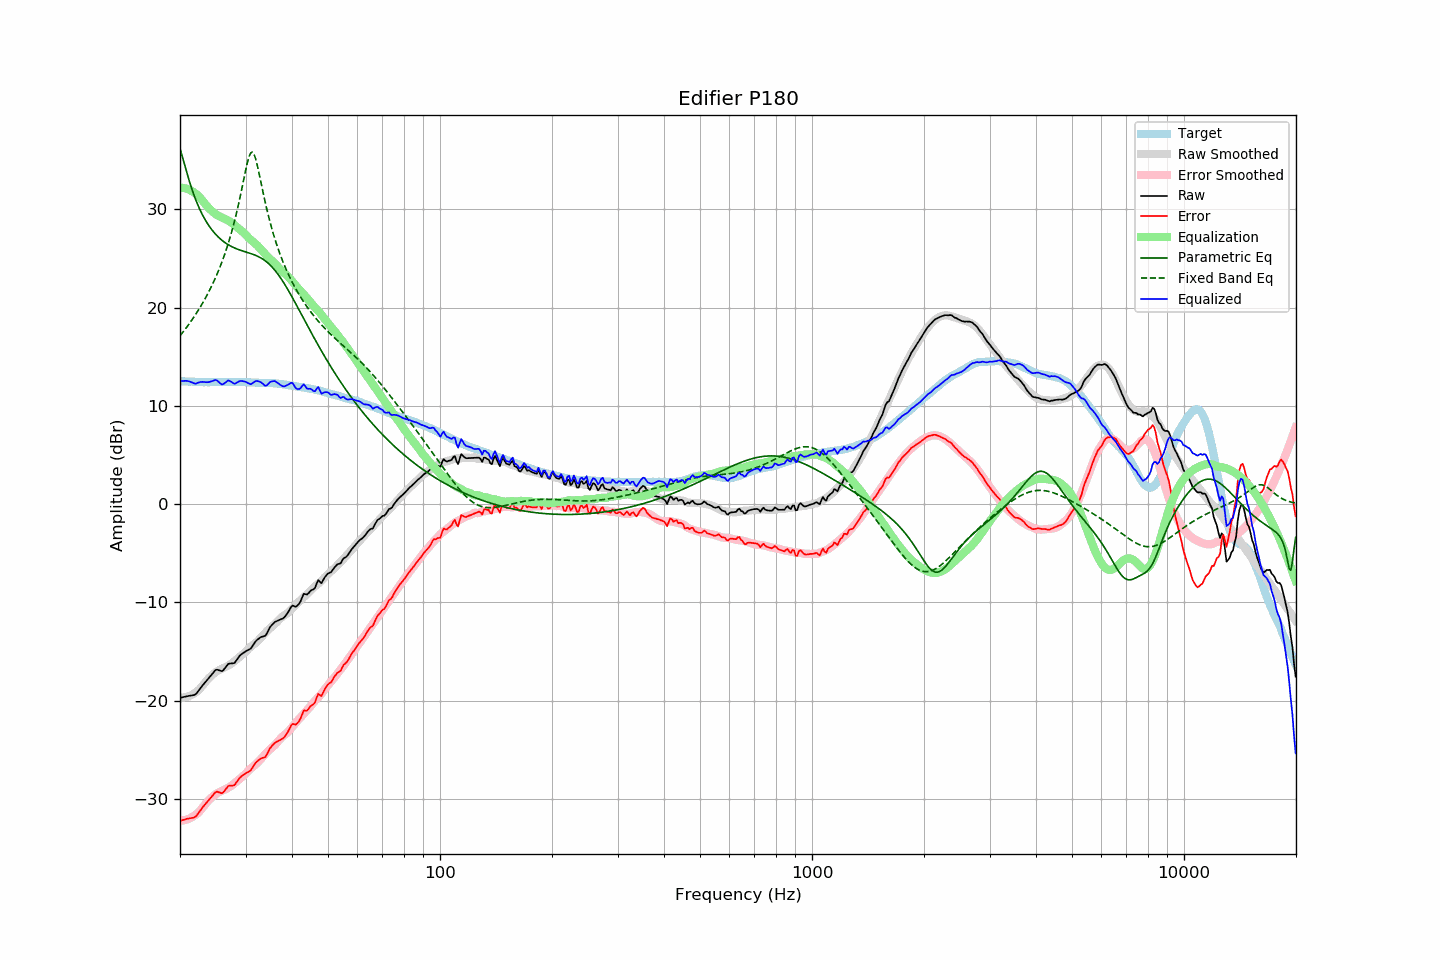 Edifier P180
Target
Raw Smoothed
Error Smoothed
Raw
Error
Equalization
Parametric Eq
Fixed Band Eq
Equalized
30
20
10
0
−10
−20
−30
Amplitude (dBr)
100
1000
10000
Frequency (Hz)